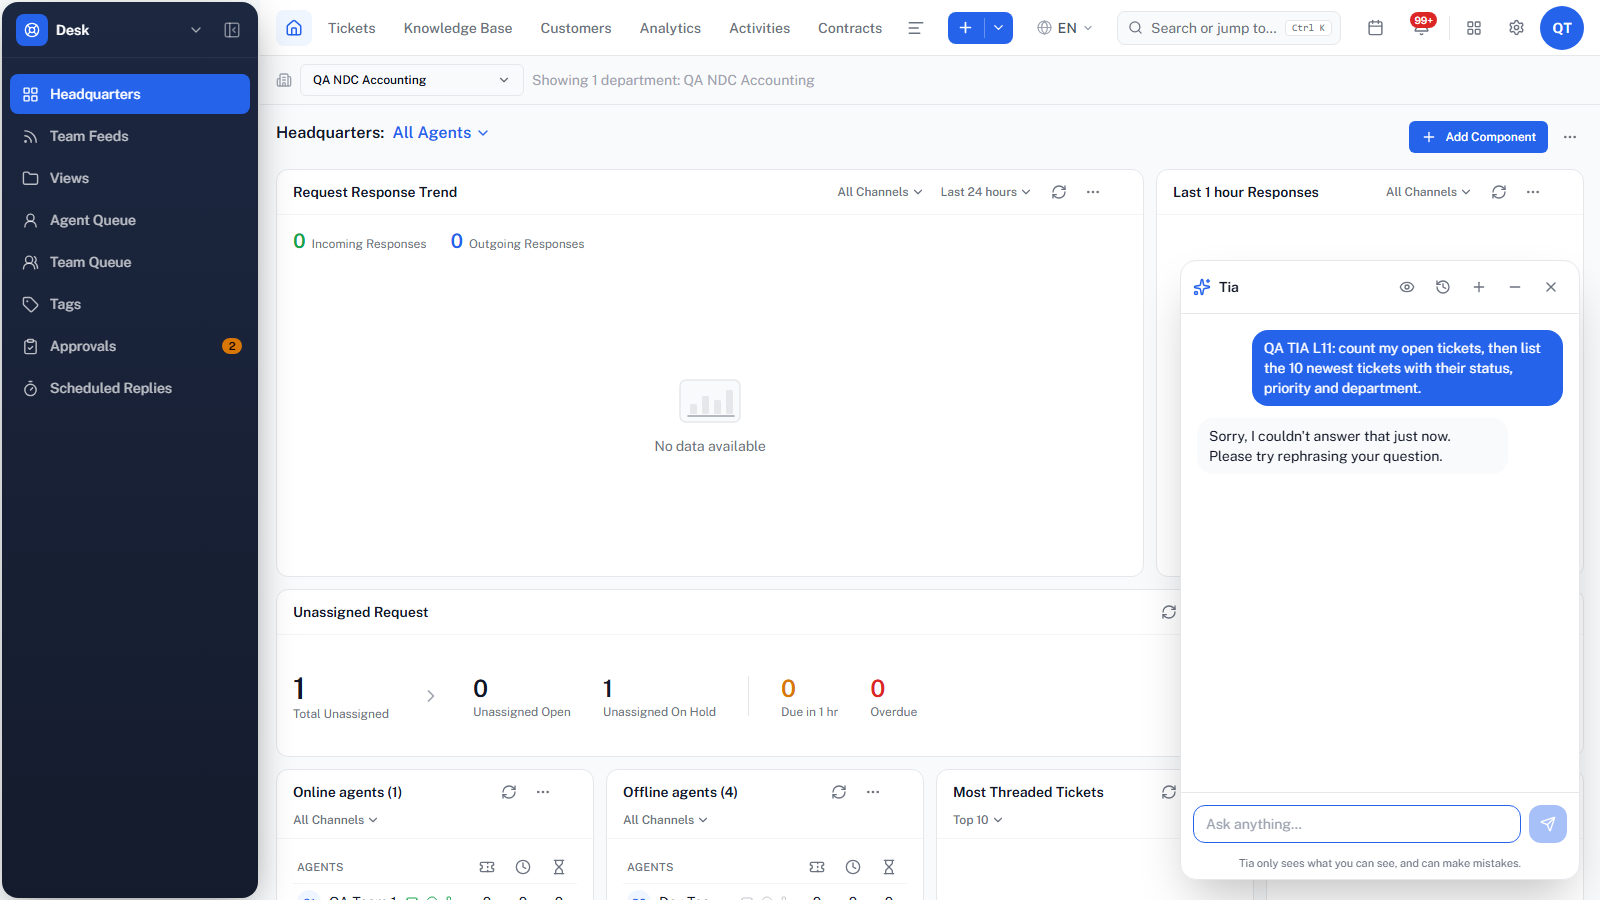 Desk
Headquarters
Team Feeds
Views
Agent Queue
Team Queue
Tags
Approvals 2
Scheduled Replies
Tickets Knowledge Base Customers Analytics Activities Contracts EN Search or jump to... Ctrl K 99+ QT
QA NDC Accounting Showing 1 department: QA NDC Accounting
Headquarters: All Agents
Add Component
Request Response Trend All Channels Last 24 hours
0 Incoming Responses 0 Outgoing Responses
No data available
Last 1 hour Responses All Channels
Unassigned Request
1 0 1 0 0
Total Unassigned Unassigned Open Unassigned On Hold Due in 1 hr Overdue
Online agents (1)
All Channels
AGENTS
Offline agents (4)
All Channels
AGENTS
Most Threaded Tickets
Top 10
Tia
QA TIA L11: count my open tickets, then list
the 10 newest tickets with their status,
priority and department.
Sorry, I couldn't answer that just now.
Please try rephrasing your question.
Ask anything...
Tia only sees what you can see, and can make mistakes.